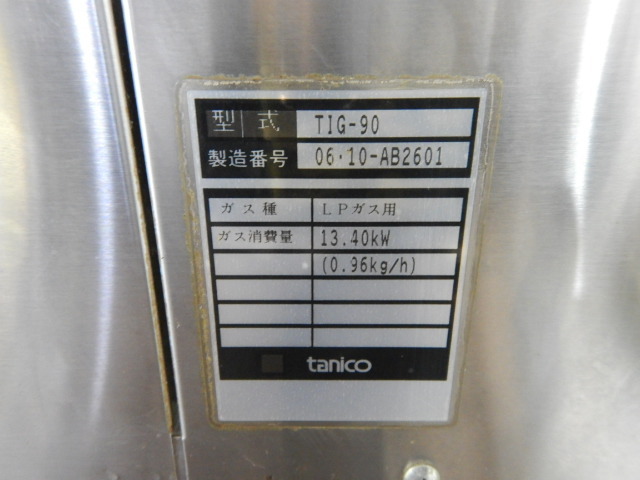 型式 TIG-90
製造番号 06・10-AB2601
ガス種 LPガス用
ガス消費量 13.40kW
(0.96kg/h)
tanico